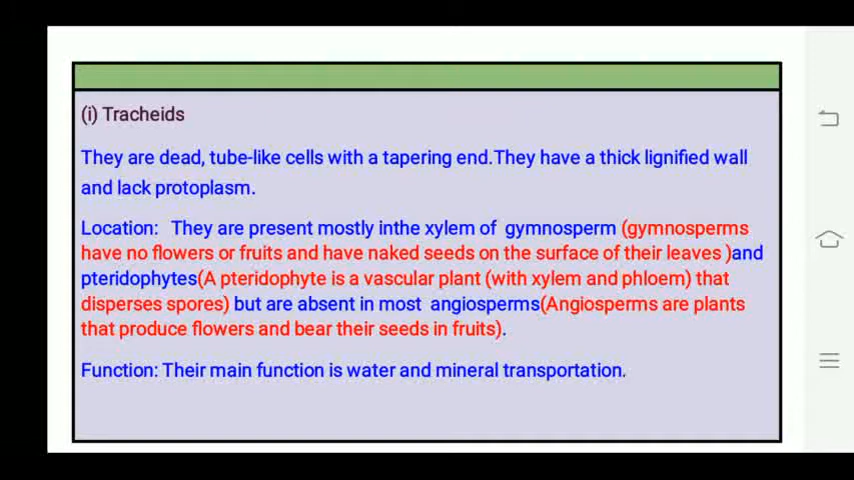 (i) Tracheids
They are dead, tube-like cells with a tapering end.They have a thick lignified wall
and lack protoplasm.
Location: They are present mostly inthe xylem of gymnosperm (gymnosperms
have no flowers or fruits and have naked seeds on the surface of their leaves )and
pteridophytes(A pteridophyte is a vascular plant (with xylem and phloem) that
disperses spores) but are absent in most angiosperms(Angiosperms are plants
that produce flowers and bear their seeds in fruits).
Function: Their main function is water and mineral transportation.